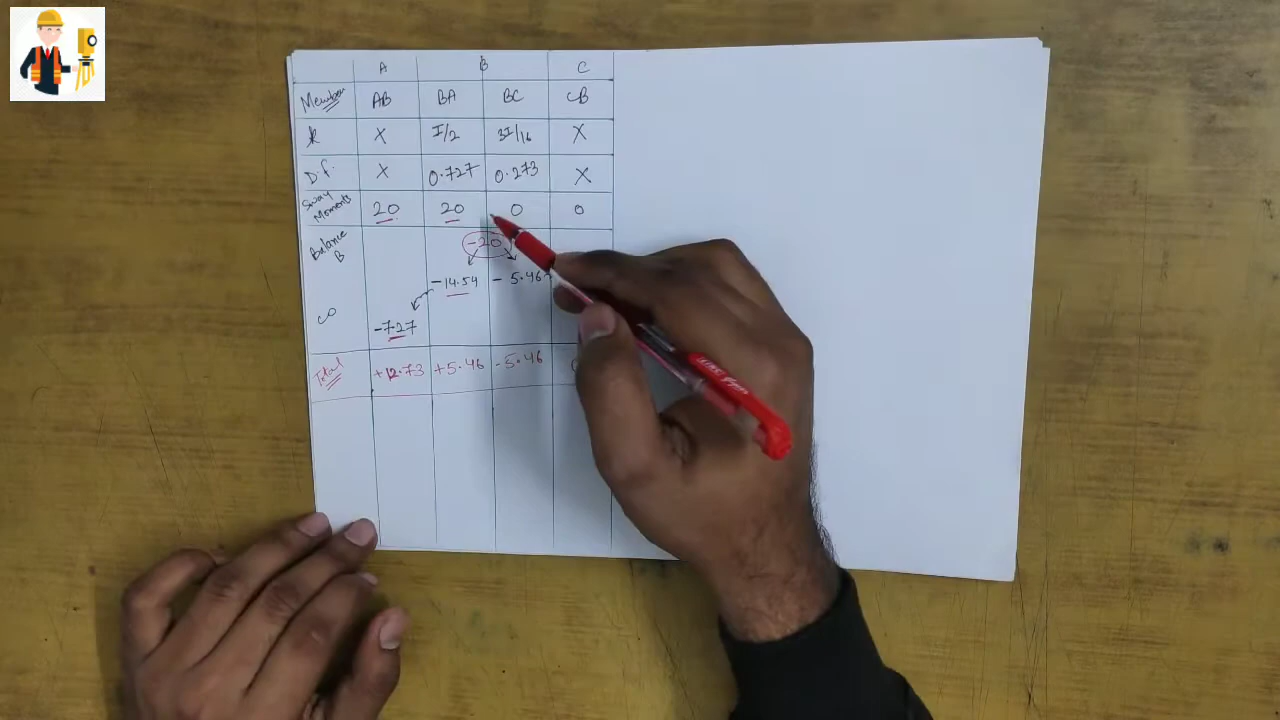 A B C
Member AB BA BC CB
k X I/2 3I/16 X
D.f. X 0.727 0.273 X
Sway Moments 20 20 0 0
Balance B -20
-14.54 -5.46
CO -7.27
Total +12.73 +5.46 -5.46